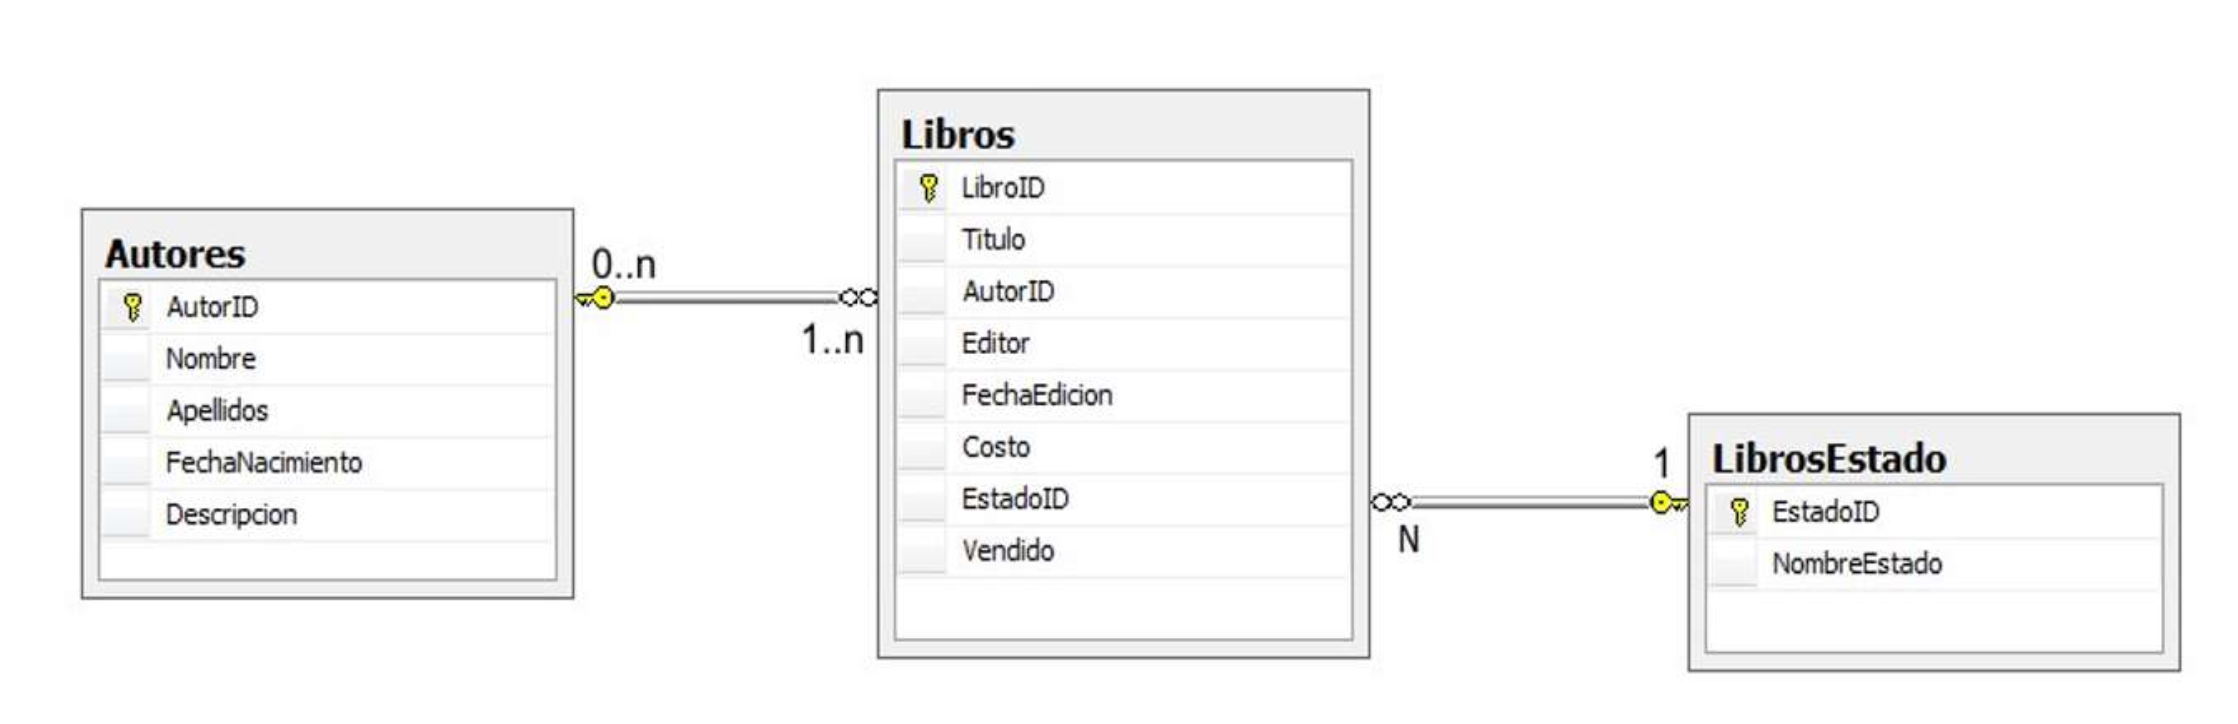 Autores
AutorID
Nombre
Apellidos
FechaNacimiento
Descripcion
0..n
1..n
Libros
LibroID
Titulo
AutorID
Editor
FechaEdicion
Costo
EstadoID
Vendido
N
1
LibrosEstado
EstadoID
NombreEstado